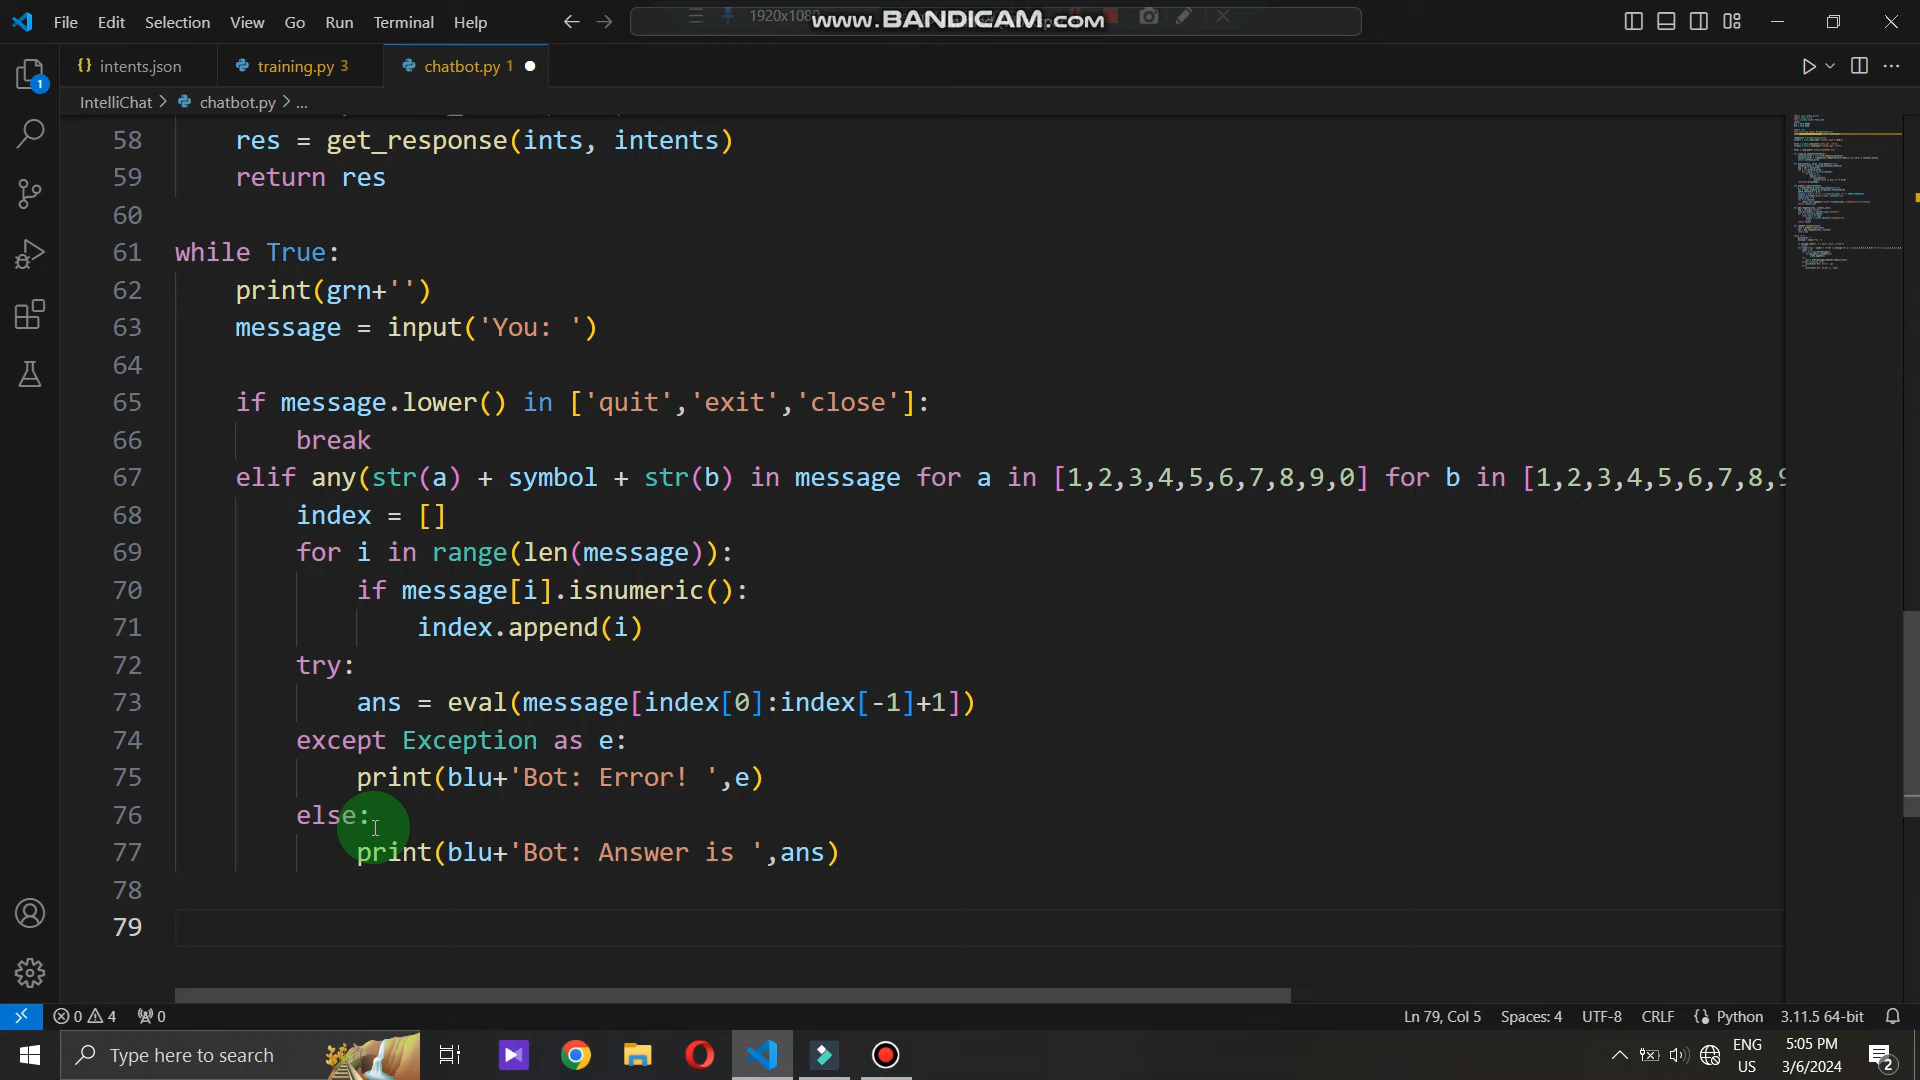 File Edit Selection View Go Run Terminal Help
1920x1080
www.BANDICAM.com
intents.json
training.py 3
chatbot.py 1
IntelliChat > chatbot.py > ...
58 res = get_response(ints, intents)
59 return res
60
61 while True:
62 print(grn+'')
63 message = input('You: ')
64
65 if message.lower() in ['quit','exit','close']:
66 break
67 elif any(str(a) + symbol + str(b) in message for a in [1,2,3,4,5,6,7,8,9,0] for b in [1,2,3,4,5,6,7,8,9
68 index = []
69 for i in range(len(message)):
70 if message[i].isnumeric():
71 index.append(i)
72 try:
73 ans = eval(message[index[0]:index[-1]+1])
74 except Exception as e:
75 print(blu+'Bot: Error! ',e)
76 else:
77 print(blu+'Bot: Answer is ',ans)
78
79
1
0 4 0
Ln 79, Col 5 Spaces: 4 UTF-8 CRLF Python 3.11.5 64-bit
Type here to search
ENG
US
5:05 PM
3/6/2024
2